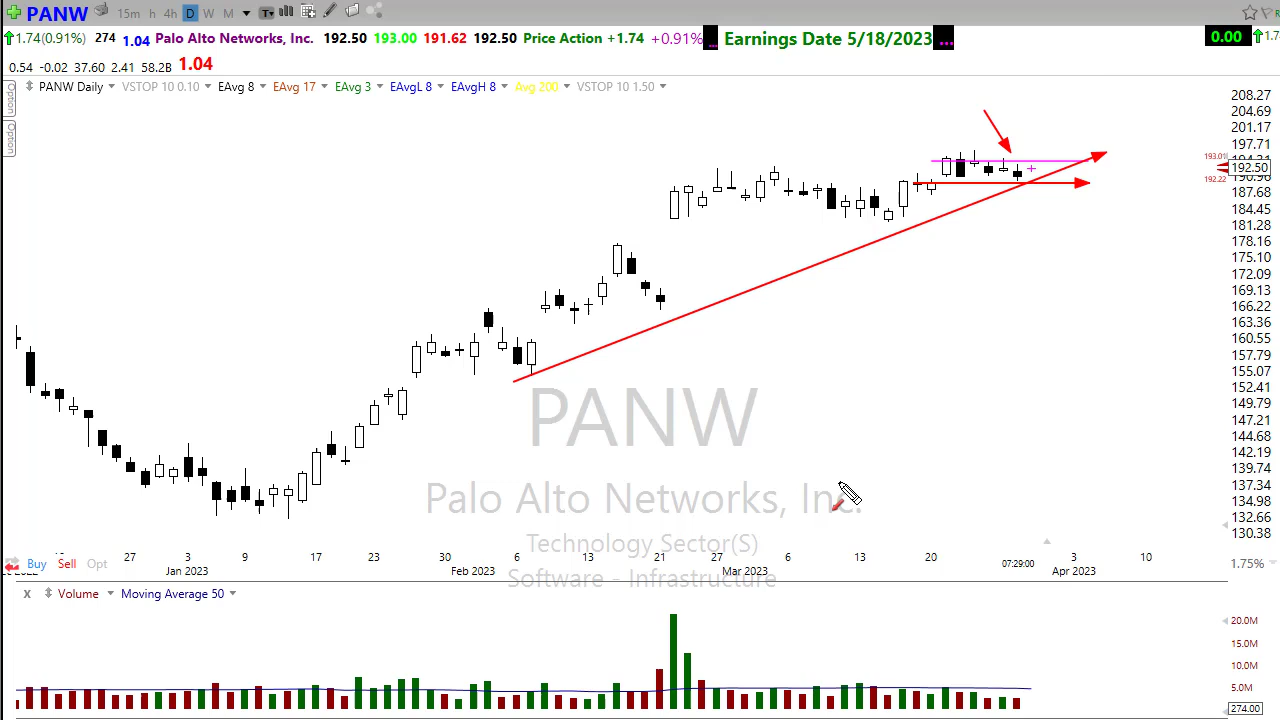 PANW 15m h 4h D W M T
1.74(0.91%) 274 1.04 Palo Alto Networks, Inc. 192.50 193.00 191.62 192.50 Price Action +1.74 +0.91% ... Earnings Date 5/18/2023 ... 0.00 1.7
0.54 -0.02 37.60 2.41 58.2B 1.04
PANW Daily VSTOP 10 0.10 EAvg 8 EAvg 17 EAvg 3 EAvgL 8 EAvgH 8 Avg 200 VSTOP 10 1.50
Option
Option
208.27
204.69
201.17
197.71
193.01
192.50
192.22
187.68
184.45
181.28
178.16
175.10
172.09
169.13
166.22
163.36
160.55
157.79
155.07
152.41
149.79
147.21
144.68
142.19
139.74
137.34
134.98
132.66
130.38
PANW
Palo Alto Networks, Inc.
Technology Sector(S)
Software - Infrastructure
27 3 9 17 23 30 6 13 21 27 6 13 20 3 10
Buy Sell Opt 07:29:00 1.75%
Jan 2023 Feb 2023 Mar 2023 Apr 2023
X Volume Moving Average 50
20.0M
15.0M
10.0M
5.0M
274.00